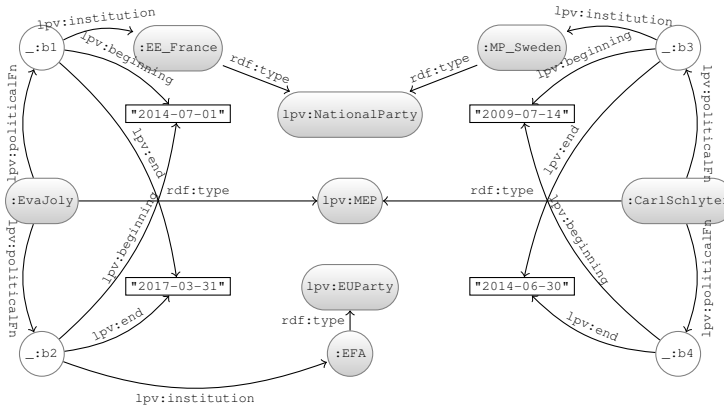 lpv:institution
lpv:institution
_:b1
:EE_France
:MP_Sweden
_:b3
lpv:beginning
lpv:beginning
rdf:type
rdf:type
lpv:politicalFn
lpv:politicalFn
"2014-07-01"
lpv:NationalParty
"2009-07-14"
lpv:end
lpv:end
:EvaJoly
rdf:type
lpv:MEP
rdf:type
:CarlSchlyter
lpv:beginning
lpv:beginning
lpv:politicalFn
lpv:politicalFn
"2017-03-31"
lpv:EUParty
"2014-06-30"
lpv:end
rdf:type
lpv:end
_:b2
:EFA
_:b4
lpv:institution